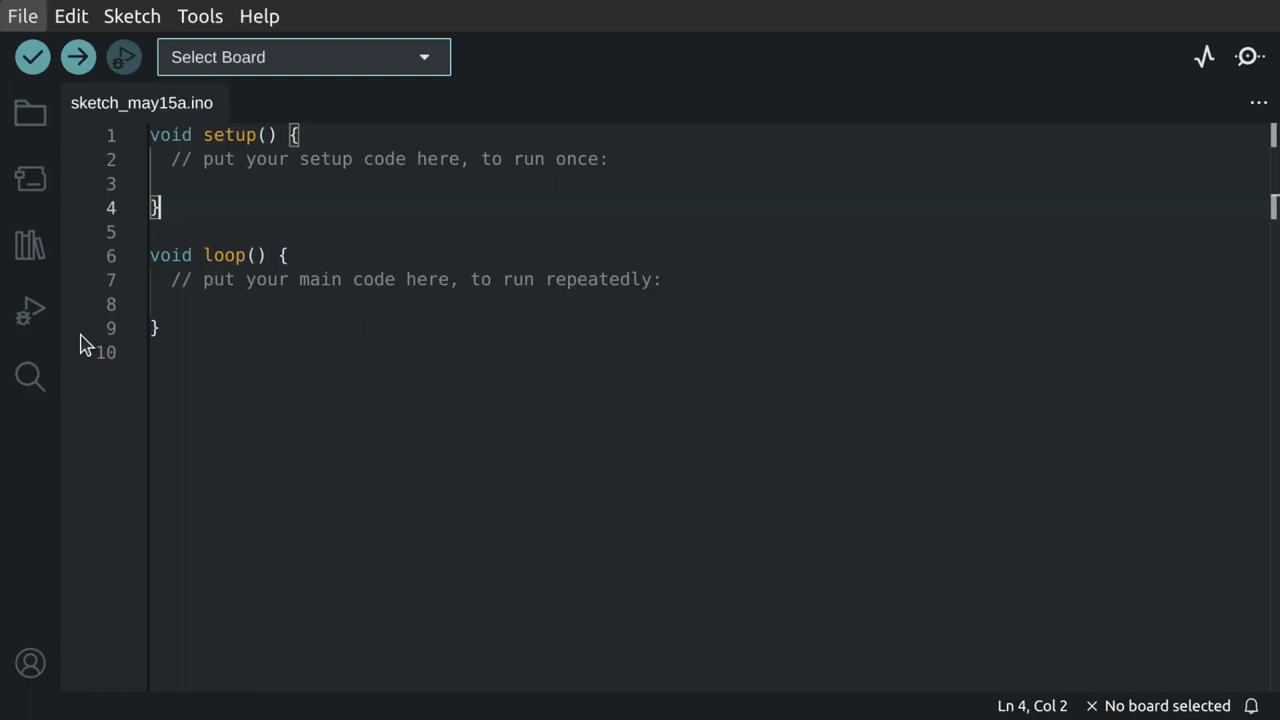 File Edit Sketch Tools Help
Select Board
sketch_may15a.ino
1 void setup() {
2 // put your setup code here, to run once:
3
4 }
5
6 void loop() {
7 // put your main code here, to run repeatedly:
8
9 }
10
Ln 4, Col 2 No board selected